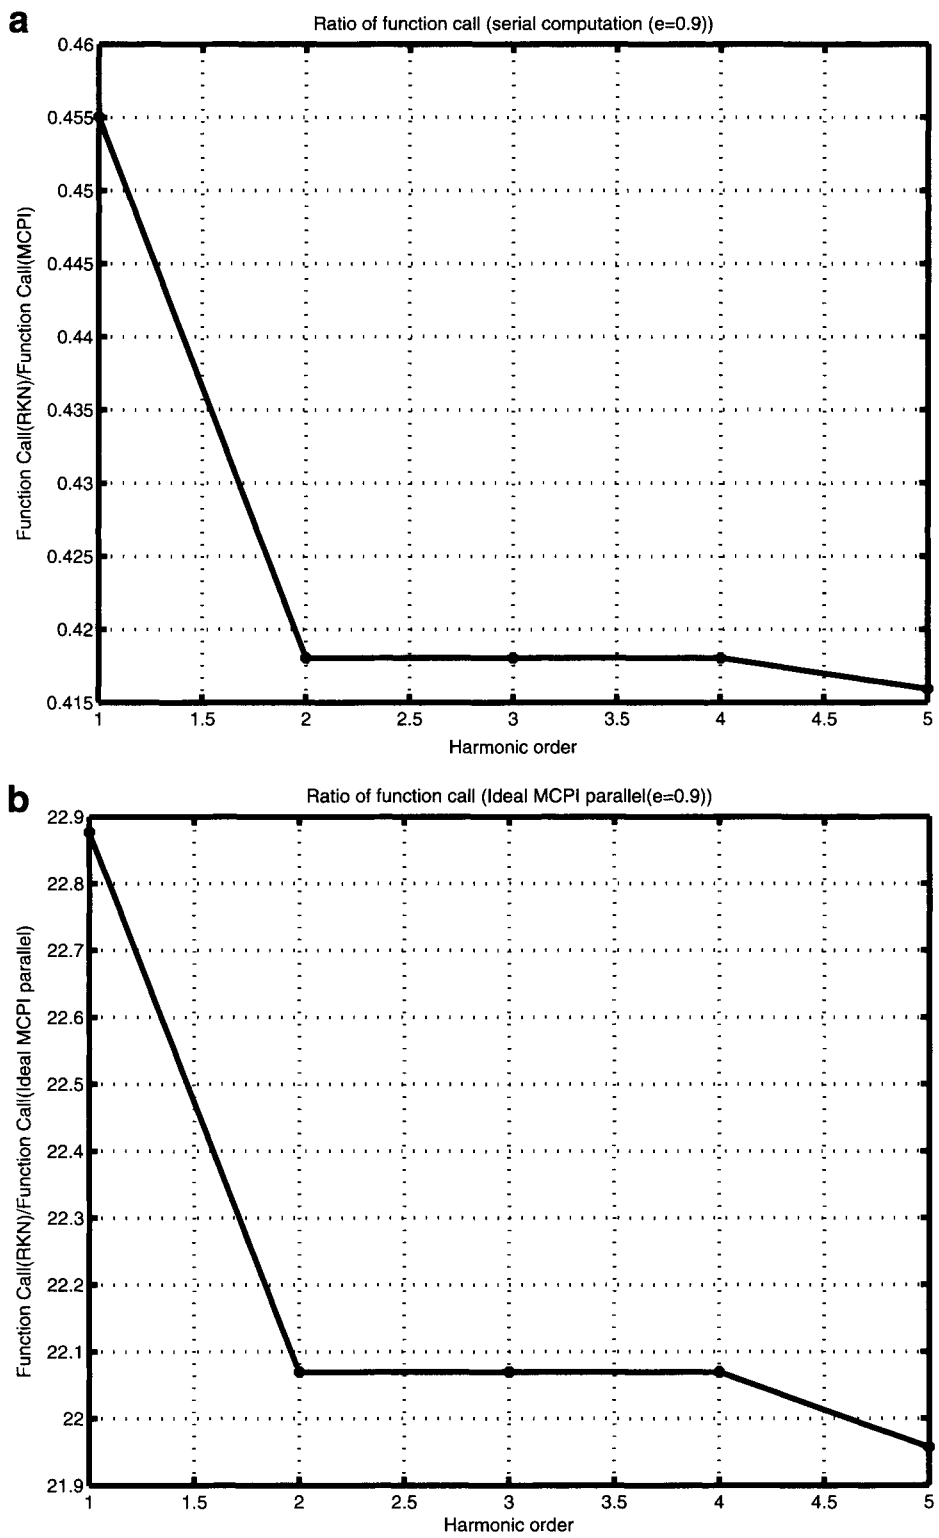 a
Ratio of function call (serial computation (e=0.9))
0.46
0.455
0.45
0.445
0.44
0.435
0.43
0.425
0.42
0.415
Function Call(RKN)/Function Call(MCPI)
1 1.5 2 2.5 3 3.5 4 4.5 5
Harmonic order
b
Ratio of function call (Ideal MCPI parallel(e=0.9))
22.9
22.8
22.7
22.6
22.5
22.4
22.3
22.2
22.1
22
21.9
Function Call(RKN)/Function Call(Ideal MCPI parallel)
1 1.5 2 2.5 3 3.5 4 4.5 5
Harmonic order